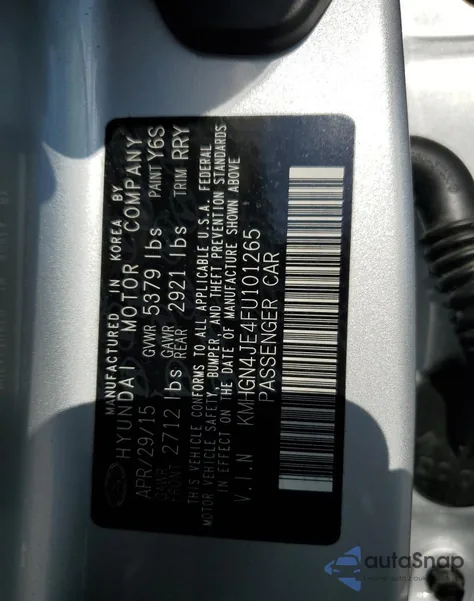 MANUFACTURED IN KOREA BY
HYUNDAI MOTOR COMPANY
APR/29/15 GVWR 5379 lbs PAINT Y6S
GAWR FRONT 2712 lbs GAWR REAR 2921 lbs TRIM RRY
THIS VEHICLE CONFORMS TO ALL APPLICABLE U.S.A. FEDERAL
MOTOR VEHICLE SAFETY, BUMPER, AND THEFT PREVENTION STANDARDS
IN EFFECT ON THE DATE OF MANUFACTURE SHOWN ABOVE
V.I.N KMHGN4JE4FU101265
PASSENGER CAR
autoSnap